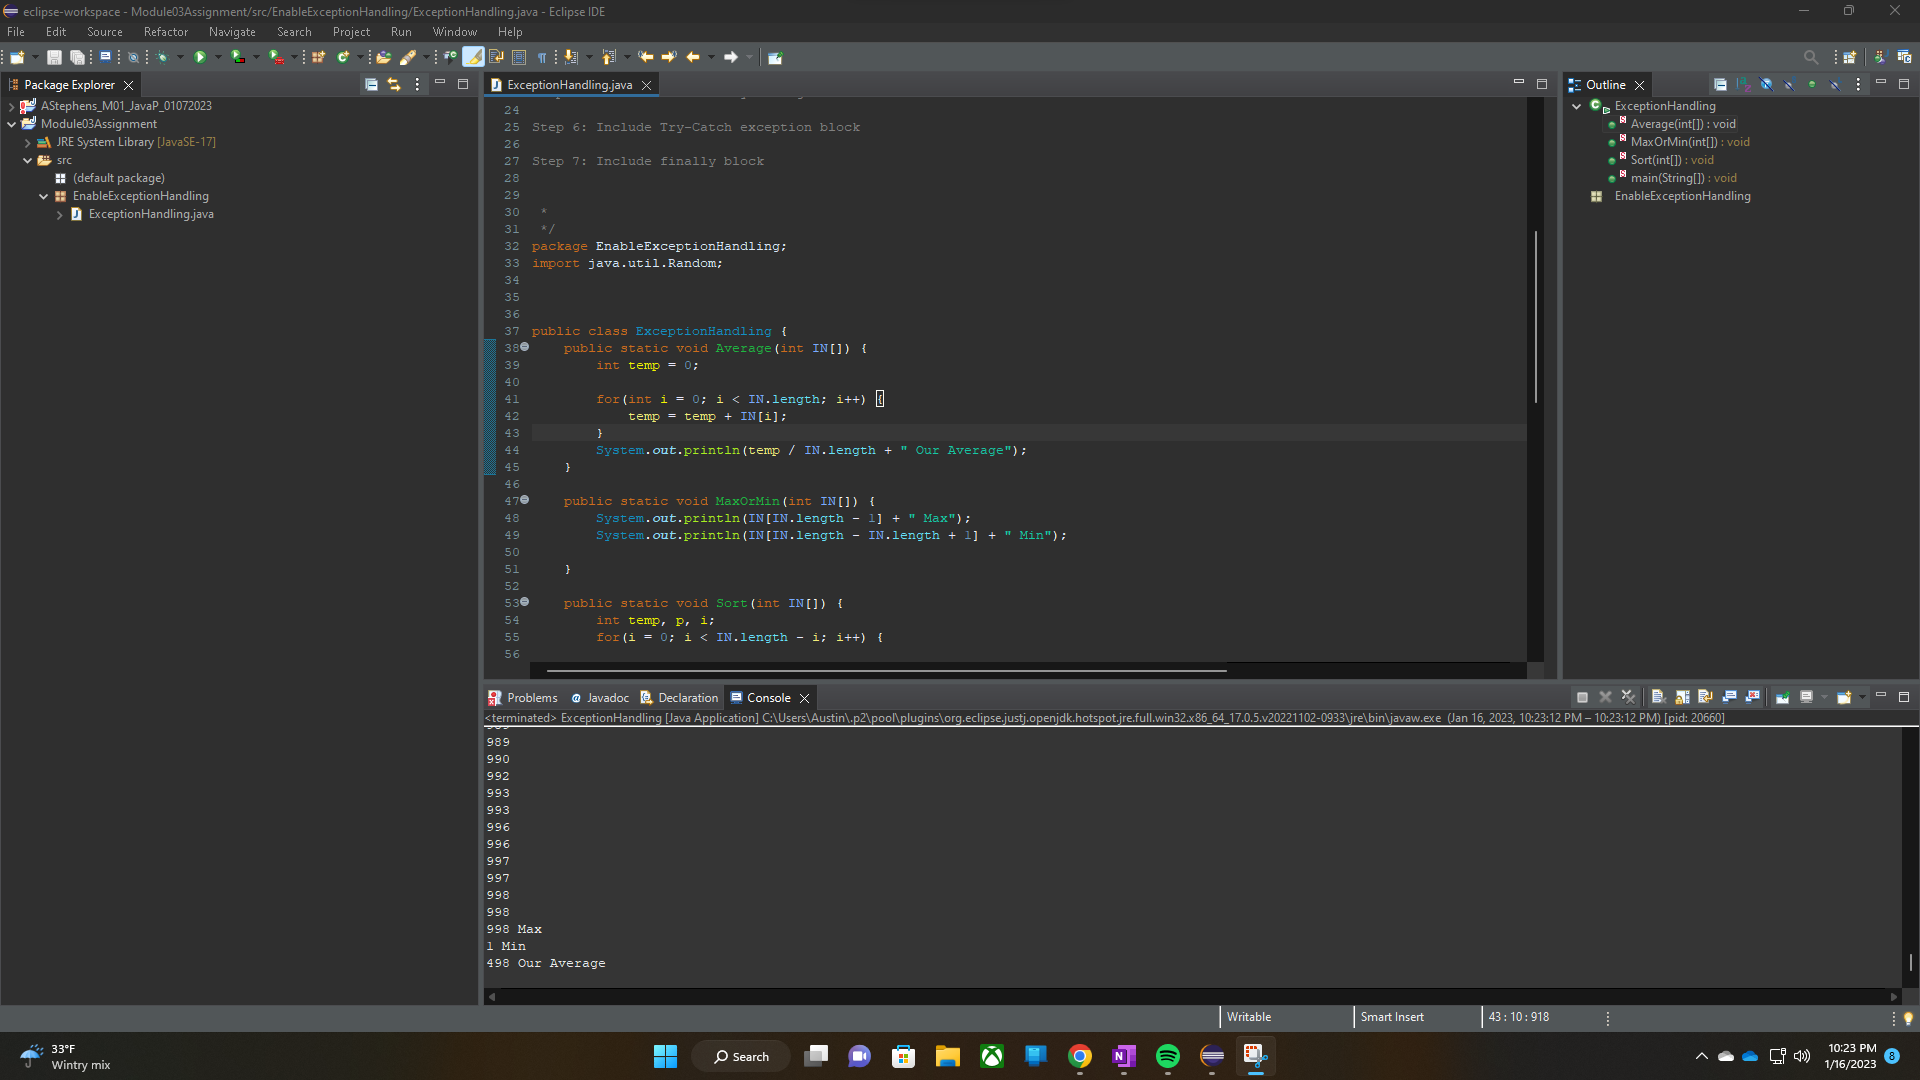 eclipse-workspace - Module03Assignment/src/EnableExceptionHandling/ExceptionHandling.java - Eclipse IDE
File Edit Source Refactor Navigate Search Project Run Window Help
Package Explorer
AStephens_M01_JavaP_01072023
Module03Assignment
JRE System Library [JavaSE-17]
src
(default package)
EnableExceptionHandling
ExceptionHandling.java
ExceptionHandling.java
24
25 Step 6: Include Try-Catch exception block
26
27 Step 7: Include finally block
28
29
30 *
31 */
32 package EnableExceptionHandling;
33 import java.util.Random;
34
35
36
37 public class ExceptionHandling {
38 public static void Average(int IN[]) {
39 int temp = 0;
40
41 for(int i = 0; i < IN.length; i++) {
42 temp = temp + IN[i];
43 }
44 System.out.println(temp / IN.length + " Our Average");
45 }
46
47 public static void MaxOrMin(int IN[]) {
48 System.out.println(IN[IN.length - 1] + " Max");
49 System.out.println(IN[IN.length - IN.length + 1] + " Min");
50
51 }
52
53 public static void Sort(int IN[]) {
54 int temp, p, i;
55 for(i = 0; i < IN.length - i; i++) {
56
Outline
ExceptionHandling
Average(int[]) : void
MaxOrMin(int[]) : void
Sort(int[]) : void
main(String[]) : void
EnableExceptionHandling
Problems Javadoc Declaration Console
<terminated> ExceptionHandling [Java Application] C:\Users\Austin\.p2\pool\plugins\org.eclipse.justj.openjdk.hotspot.jre.full.win32.x86_64_17.0.5.v20221102-0933\jre\bin\javaw.exe (Jan 16, 2023, 10:23:12 PM – 10:23:12 PM) [pid: 20660]
989
990
992
993
993
996
996
997
997
998
998
998 Max
1 Min
498 Our Average
Writable Smart Insert 43 : 10 : 918
33°F
Wintry mix
Search
10:23 PM
1/16/2023
8